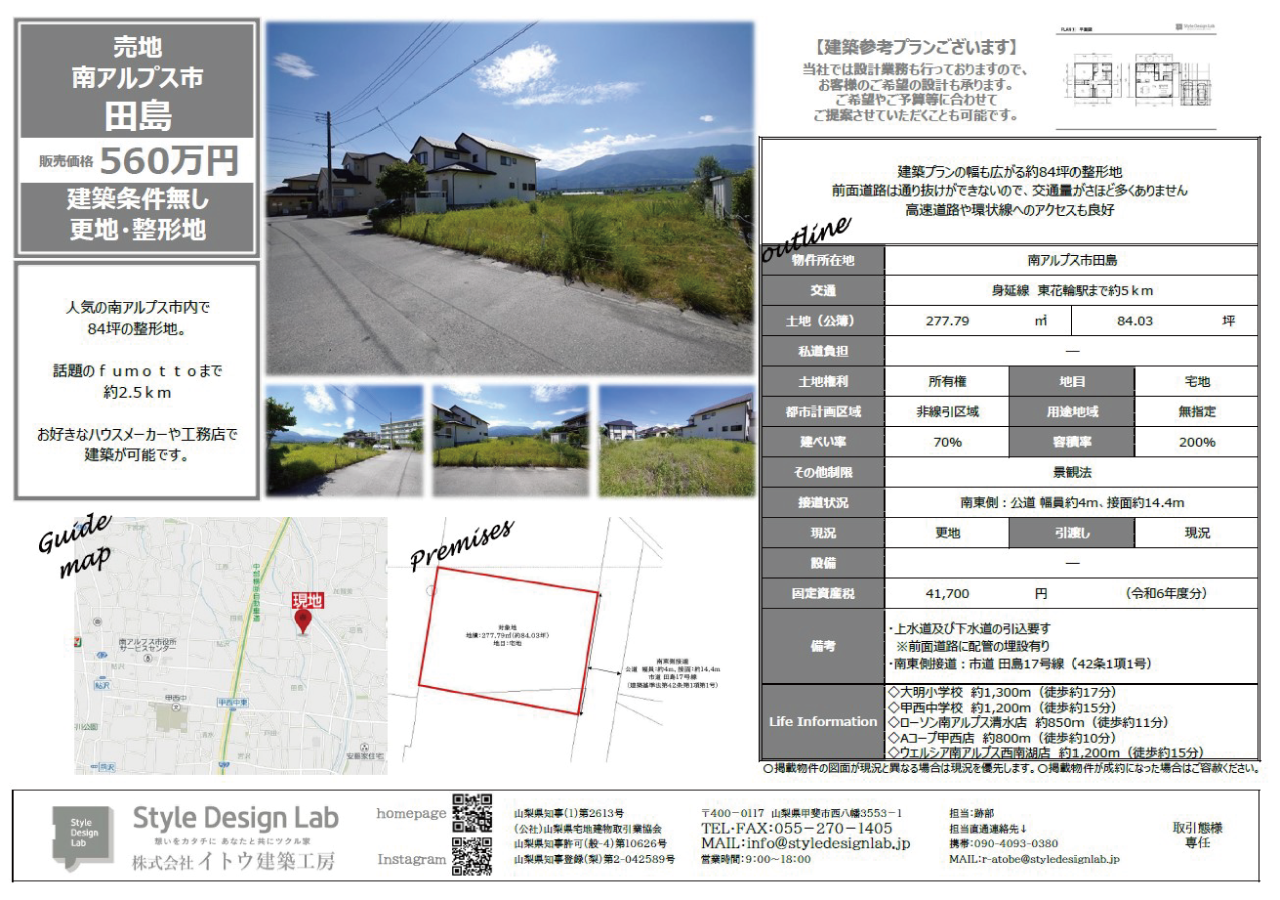 売地
南アルプス市
田島
販売価格 560万円
建築条件無し
更地・整形地
人気の南アルプス市内で
84坪の整形地。
話題のfumottoまで
約2.5km
お好きなハウスメーカーや工務店で
建築が可能です。
【建築参考プランございます】
当社では設計業務も行っておりますので、
お客様のご希望の設計も承ります。
ご希望やご予算等に合わせて
ご提案させていただくことも可能です。
Style Design Lab
建築プランの幅も広がる約84坪の整形地
前面道路は通り抜けができないので、交通量がさほど多くありません
高速道路や環状線へのアクセスも良好
outline
物件所在地 南アルプス市田島
交通 身延線 東花輪駅まで約5km
土地（公簿） 277.79 ㎡ 84.03 坪
私道負担 ―
土地権利 所有権 地目 宅地
都市計画区域 非線引区域 用途地域 無指定
建ぺい率 70% 容積率 200%
その他制限 景観法
接道状況 南東側：公道 幅員約4m、接面約14.4m
現況 更地 引渡し 現況
設備 ―
固定資産税 41,700 円 （令和6年度分）
備考
・上水道及び下水道の引込要す
※前面道路に配管の埋設有り
・南東側接道：市道 田島17号線（42条1項1号）
Life Information
◇大明小学校 約1,300m（徒歩約17分）
◇甲西中学校 約1,200m（徒歩約15分）
◇ローソン南アルプス清水店 約850m（徒歩約11分）
◇Aコープ甲西店 約800m（徒歩約10分）
◇ウエルシア南アルプス西南湖店 約1,200m（徒歩約15分）
○掲載物件の図面が現況と異なる場合は現況を優先します。○掲載物件が成約になった場合はご容赦ください。
Guide
map
現地
中部横断自動車道
南アルプス市役所
サービスセンター
鮎沢
甲西中
甲西中東
Premises
対象地
地積：277.79㎡（約84.03坪）
地目：宅地
南東側接道
公道 幅員：約4m、接面：約14.4m
市道 田島17号線
（建築基準法第42条第1項第1号）
Style
Design
Lab
Style Design Lab
想いをカタチに あなたと共にツクル家
株式会社イトウ建築工房
homepage
Instagram
山梨県知事(1)第2613号
(公社)山梨県宅地建物取引業協会
山梨県知事許可(般-4)第10626号
山梨県知事登録(梨)第2-042589号
〒400-0117 山梨県甲斐市西八幡3553-1
TEL・FAX：055-270-1405
MAIL：info@styledesignlab.jp
営業時間：9：00～18：00
担当：跡部
担当直通連絡先↓
携帯：090-4093-0380
MAIL：r-atobe@styledesignlab.jp
取引態様
専任